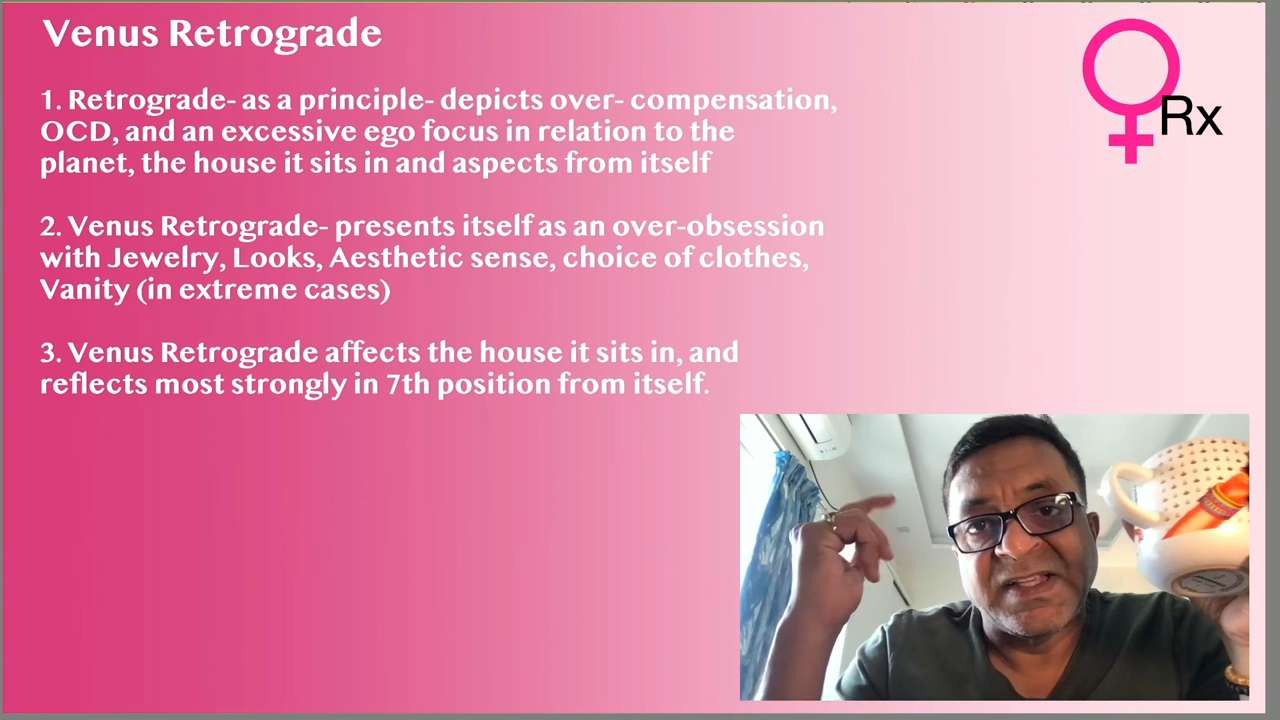 Venus Retrograde
Rx
1. Retrograde- as a principle- depicts over- compensation,
OCD, and an excessive ego focus in relation to the
planet, the house it sits in and aspects from itself
2. Venus Retrograde- presents itself as an over-obsession
with Jewelry, Looks, Aesthetic sense, choice of clothes,
Vanity (in extreme cases)
3. Venus Retrograde affects the house it sits in, and
reflects most strongly in 7th position from itself.